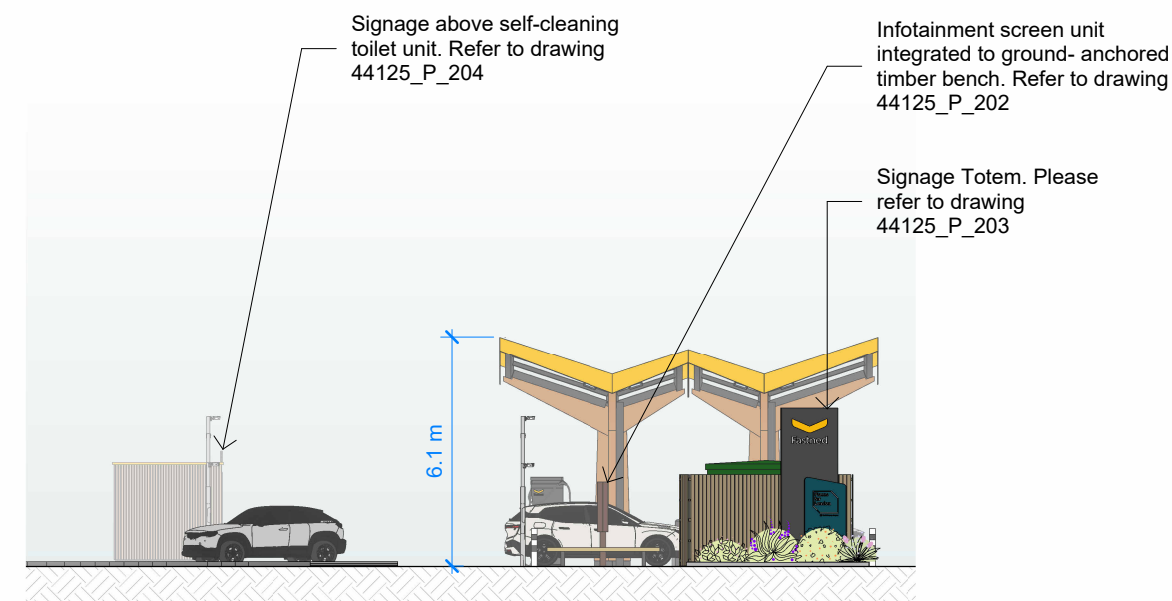 Signage above self-cleaning
toilet unit. Refer to drawing
44125_P_204
Infotainment screen unit
integrated to ground- anchored
timber bench. Refer to drawing
44125_P_202
Signage Totem. Please
refer to drawing
44125_P_203
6.1 m
Fastned